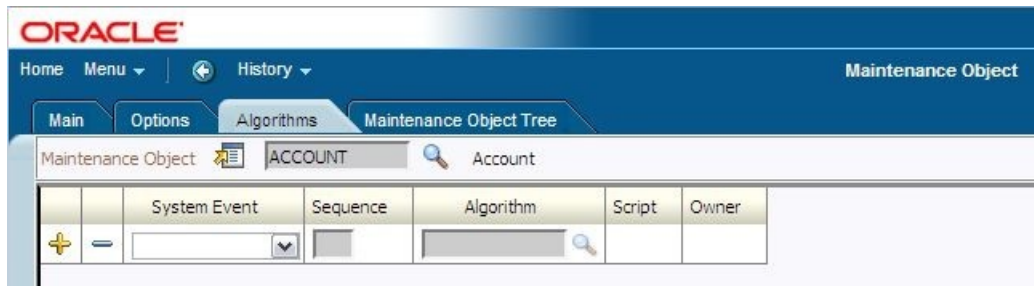 ORACLE
Home Menu History Maintenance Object
Main Options Algorithms Maintenance Object Tree
Maintenance Object ACCOUNT Account
System Event Sequence Algorithm Script Owner